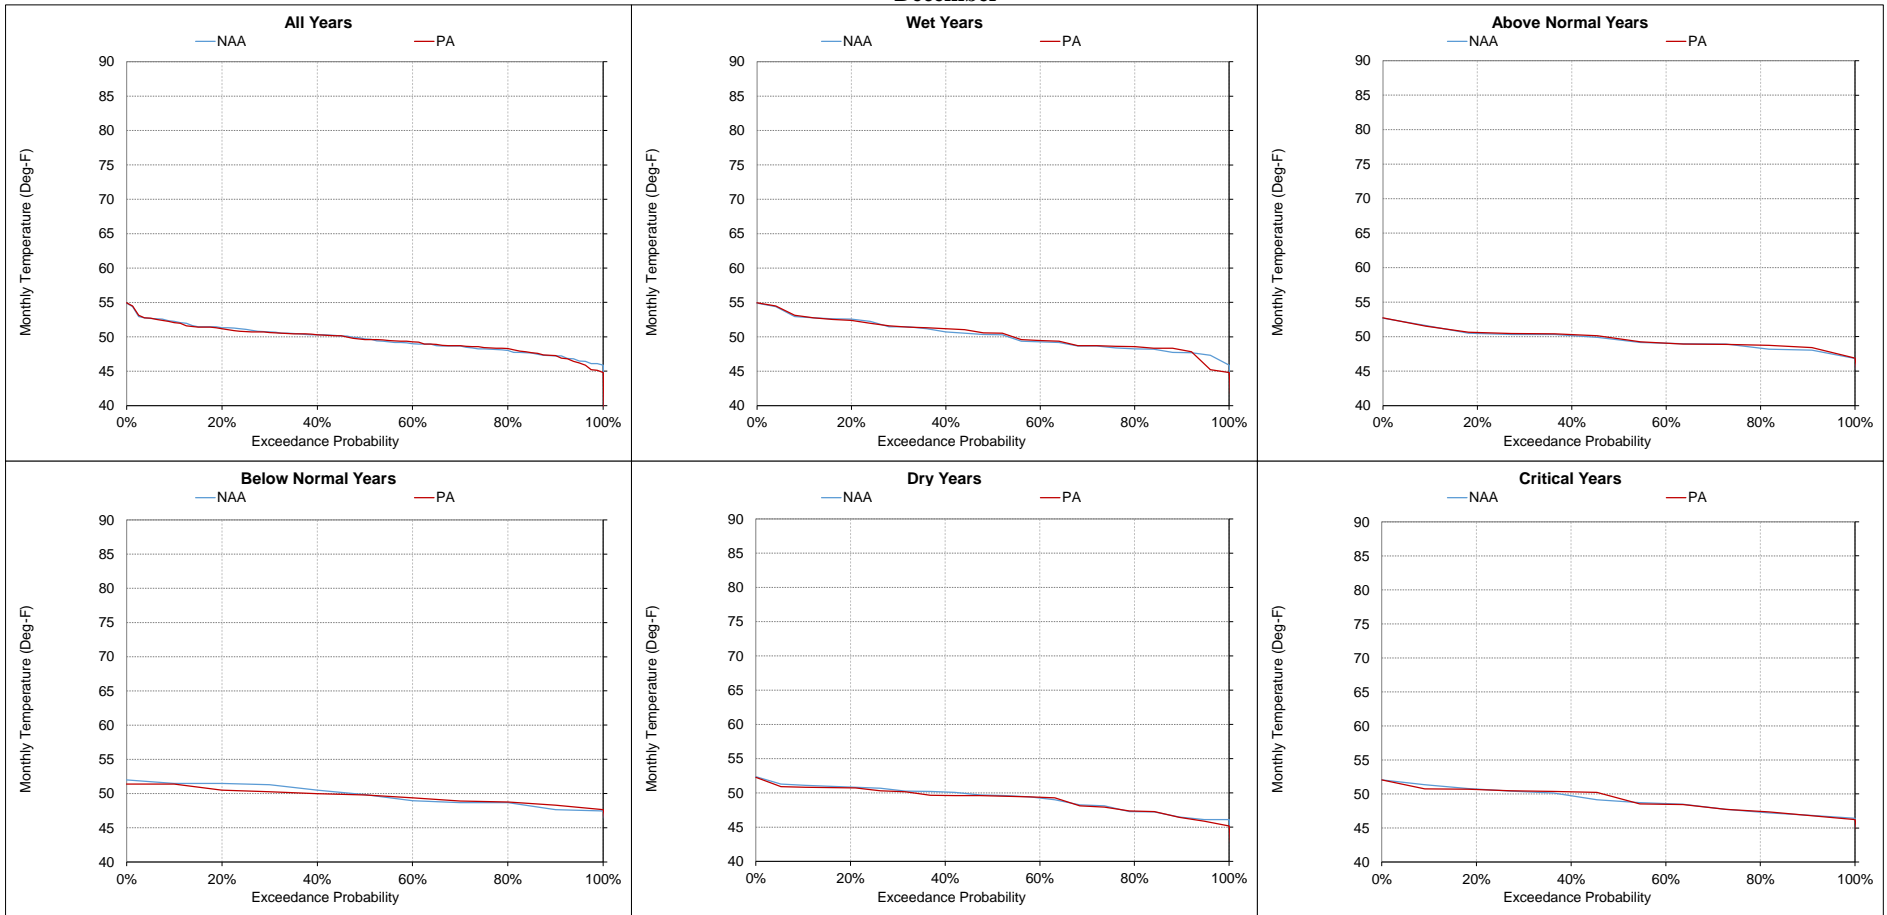 December
All Years
NAA PA
Monthly Temperature (Deg-F)
90
85
80
75
70
65
60
55
50
45
40
0% 20% 40% 60% 80% 100%
Exceedance Probability
Wet Years
NAA PA
Monthly Temperature (Deg-F)
90
85
80
75
70
65
60
55
50
45
40
0% 20% 40% 60% 80% 100%
Exceedance Probability
Above Normal Years
NAA PA
Monthly Temperature (Deg-F)
90
85
80
75
70
65
60
55
50
45
40
0% 20% 40% 60% 80% 100%
Exceedance Probability
Below Normal Years
NAA PA
Monthly Temperature (Deg-F)
90
85
80
75
70
65
60
55
50
45
40
0% 20% 40% 60% 80% 100%
Exceedance Probability
Dry Years
NAA PA
Monthly Temperature (Deg-F)
90
85
80
75
70
65
60
55
50
45
40
0% 20% 40% 60% 80% 100%
Exceedance Probability
Critical Years
NAA PA
Monthly Temperature (Deg-F)
90
85
80
75
70
65
60
55
50
45
40
0% 20% 40% 60% 80% 100%
Exceedance Probability